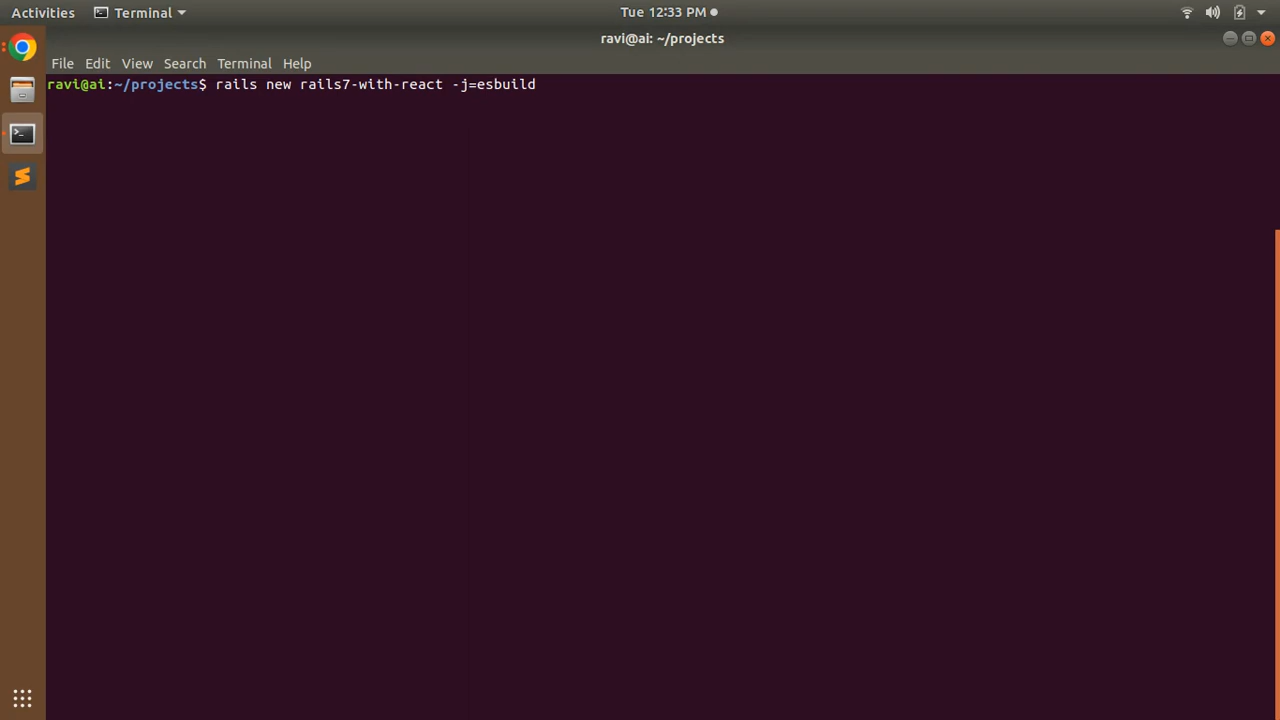 Activities Terminal Tue 12:33 PM
ravi@ai: ~/projects
File Edit View Search Terminal Help
ravi@ai:~/projects$ rails new rails7-with-react -j=esbuild